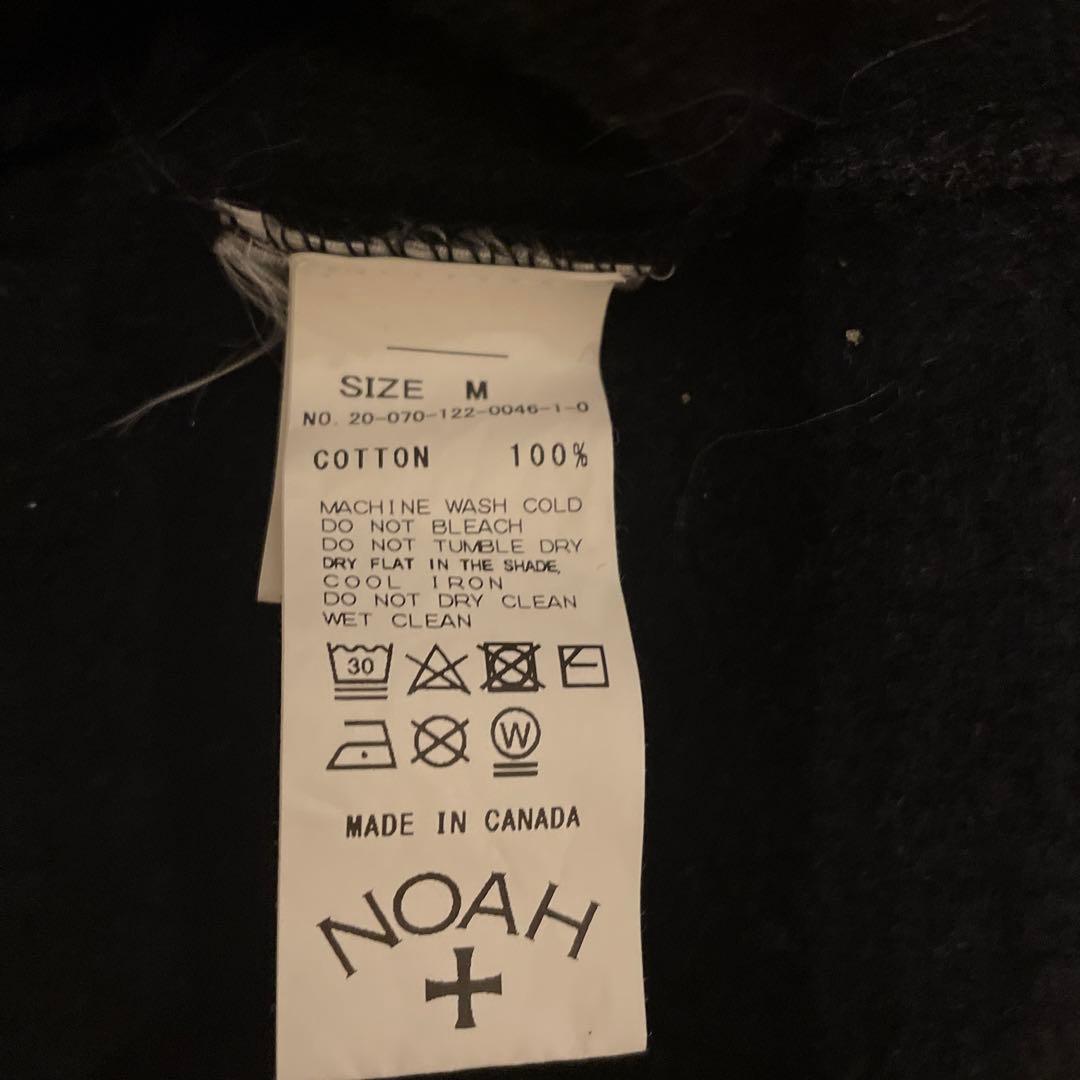 SIZE M
NO. 20-070-122-0046-1-0
COTTON 100%
MACHINE WASH COLD
DO NOT BLEACH
DO NOT TUMBLE DRY
DRY FLAT IN THE SHADE,
COOL IRON
DO NOT DRY CLEAN
WET CLEAN
30
W
MADE IN CANADA
NOAH